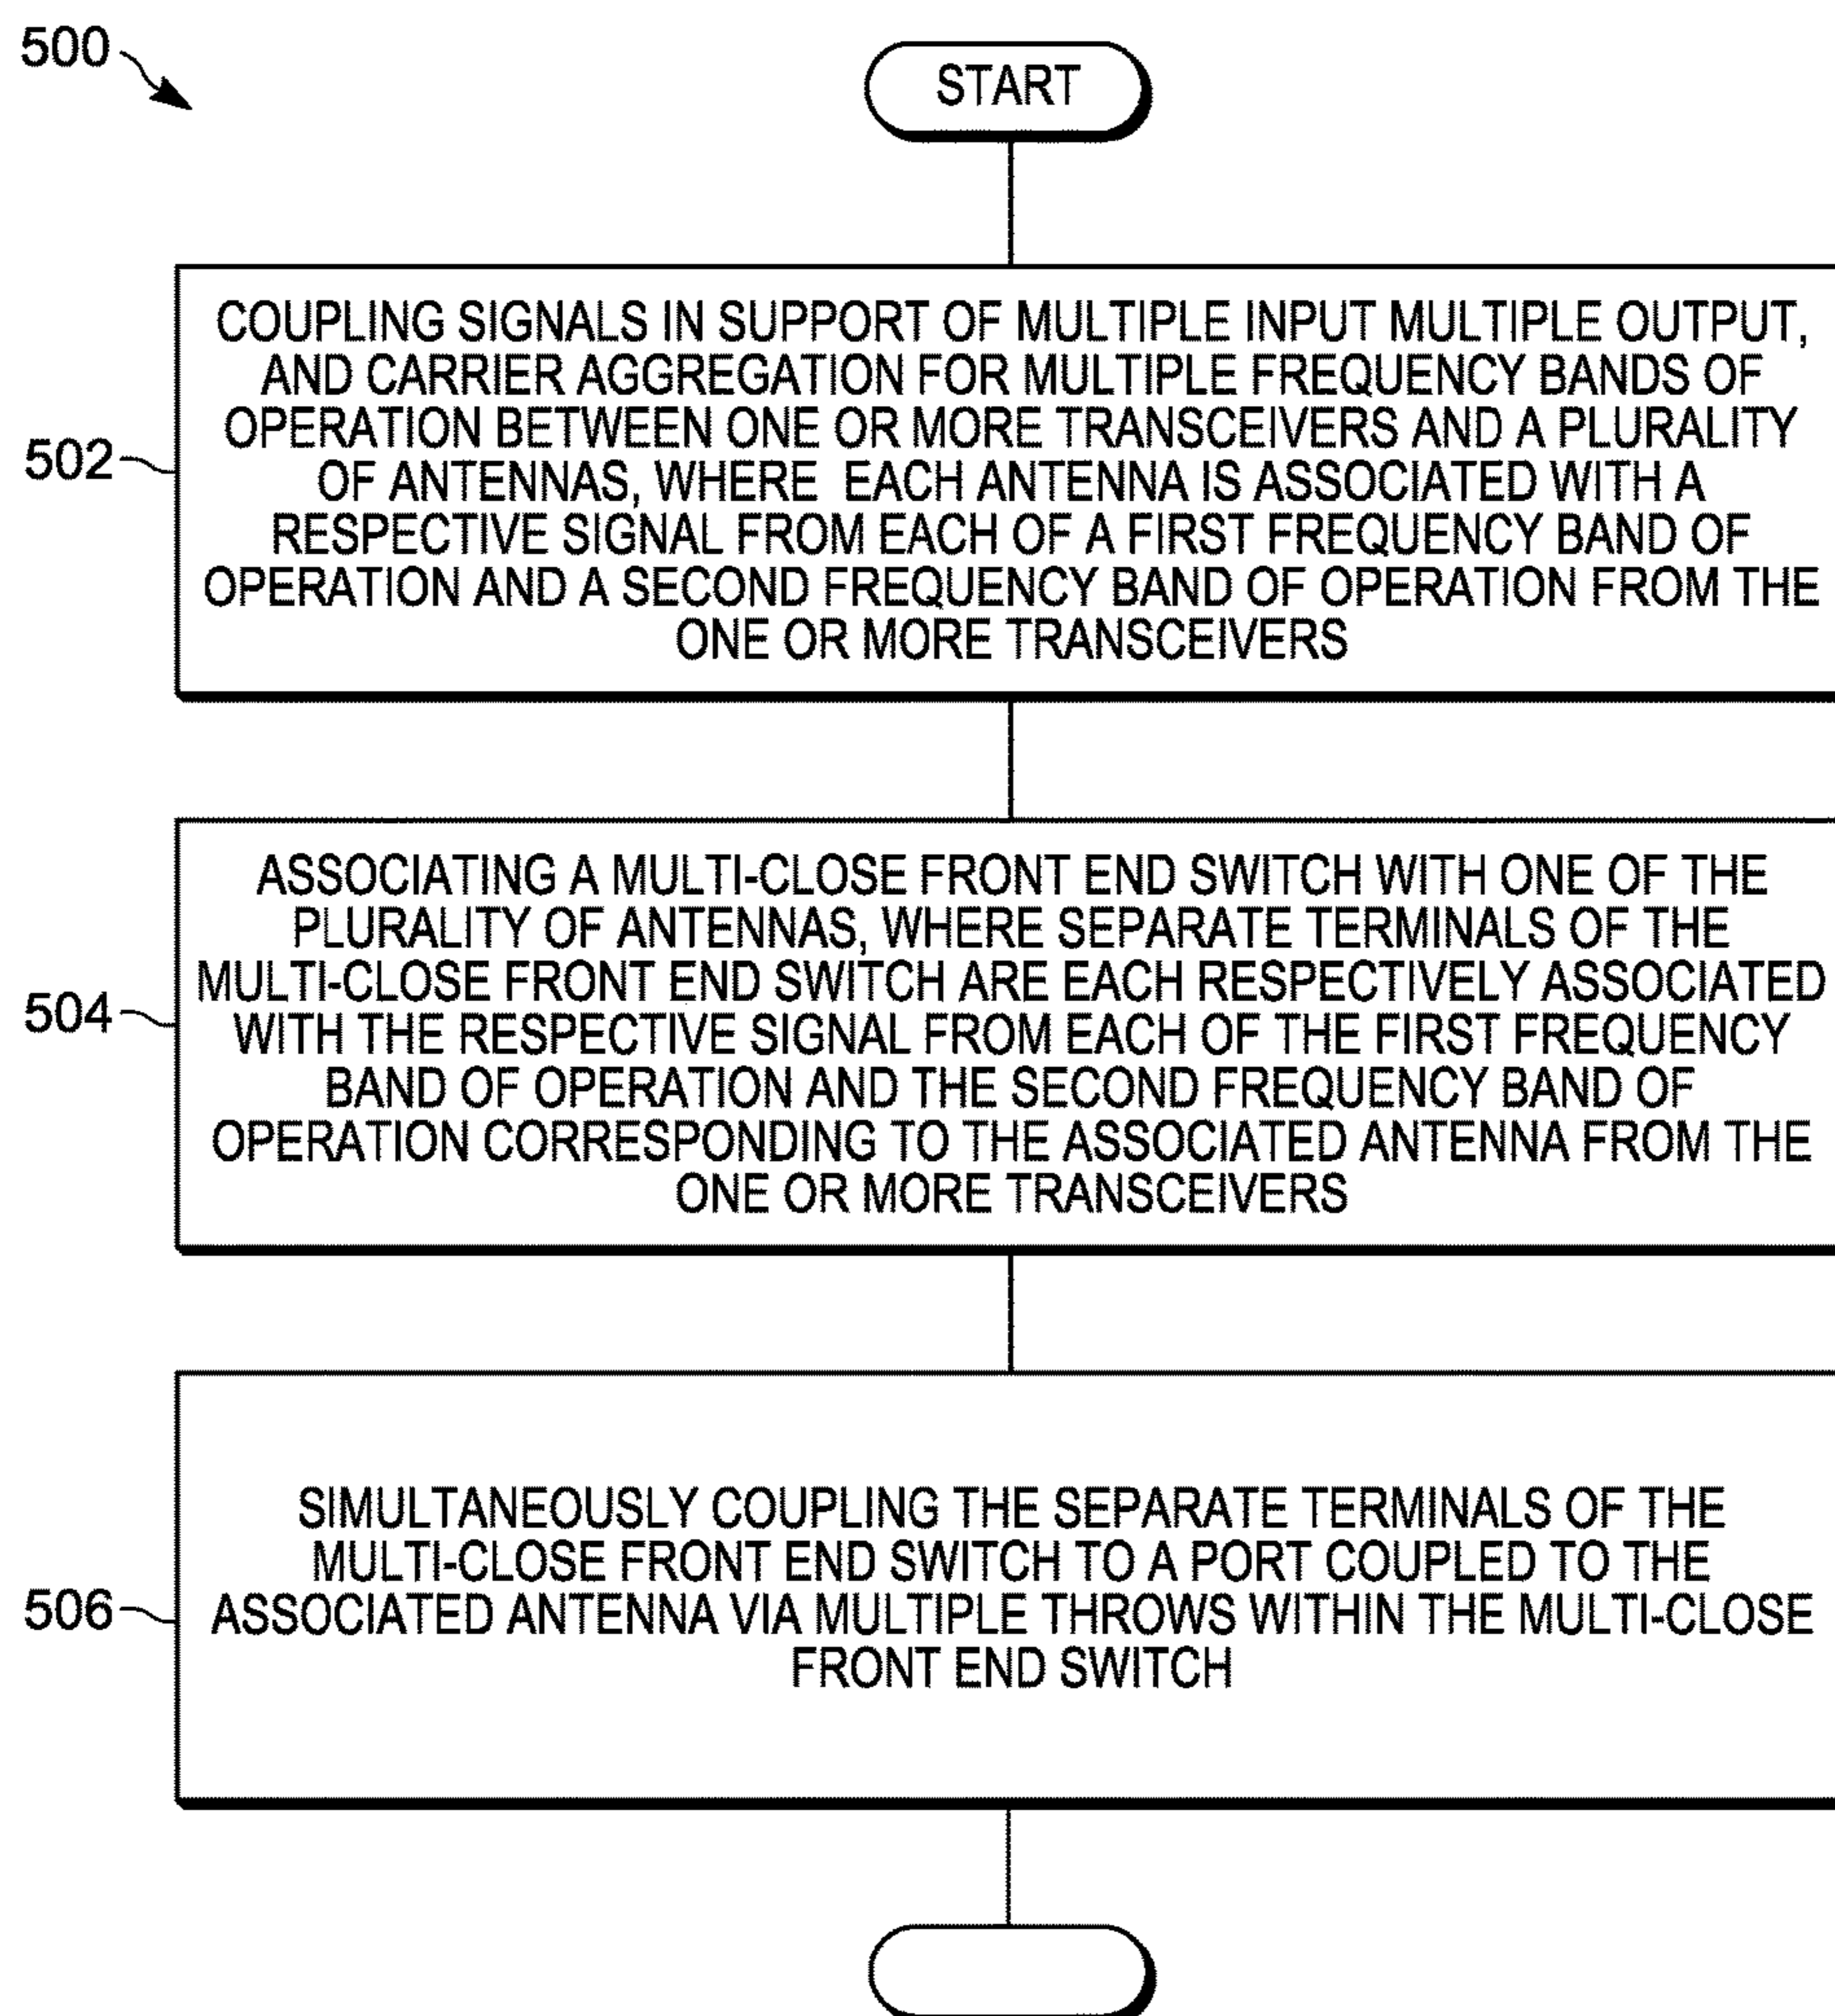 500
START
COUPLING SIGNALS IN SUPPORT OF MULTIPLE INPUT MULTIPLE OUTPUT,
AND CARRIER AGGREGATION FOR MULTIPLE FREQUENCY BANDS OF
OPERATION BETWEEN ONE OR MORE TRANSCEIVERS AND A PLURALITY
502
OF ANTENNAS, WHERE EACH ANTENNA IS ASSOCIATED WITH A
RESPECTIVE SIGNAL FROM EACH OF A FIRST FREQUENCY BAND OF
OPERATION AND A SECOND FREQUENCY BAND OF OPERATION FROM THE
ONE OR MORE TRANSCEIVERS
ASSOCIATING A MULTI-CLOSE FRONT END SWITCH WITH ONE OF THE
PLURALITY OF ANTENNAS, WHERE SEPARATE TERMINALS OF THE
MULTI-CLOSE FRONT END SWITCH ARE EACH RESPECTIVELY ASSOCIATED
504
WITH THE RESPECTIVE SIGNAL FROM EACH OF THE FIRST FREQUENCY
BAND OF OPERATION AND THE SECOND FREQUENCY BAND OF
OPERATION CORRESPONDING TO THE ASSOCIATED ANTENNA FROM THE
ONE OR MORE TRANSCEIVERS
SIMULTANEOUSLY COUPLING THE SEPARATE TERMINALS OF THE
MULTI-CLOSE FRONT END SWITCH TO A PORT COUPLED TO THE
506
ASSOCIATED ANTENNA VIA MULTIPLE THROWS WITHIN THE MULTI-CLOSE
FRONT END SWITCH